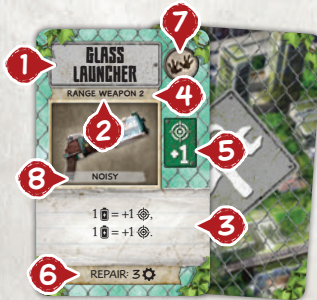 7
1
GLASS
LAUNCHER
4
RANGE WEAPON 2
2
+1
5
8
NOISY
1 = +1 ,
1 = +1 .
3
6
REPAIR: 3